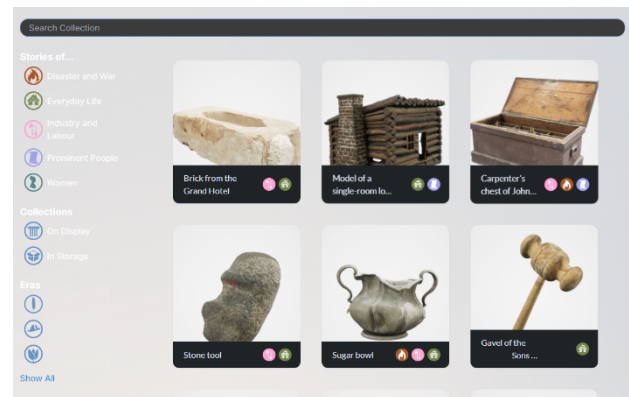 Search Collection
Stories of...
Disaster and War
Everyday Life
Industry and
Labour
Prominent People
Women
Collections
On Display
In Storage
Eras
Show All
Brick from the
Grand Hotel
Model of a
single-room lo...
Carpenter's
chest of John...
Stone tool
Sugar bowl
Gavel of the
Sons ...